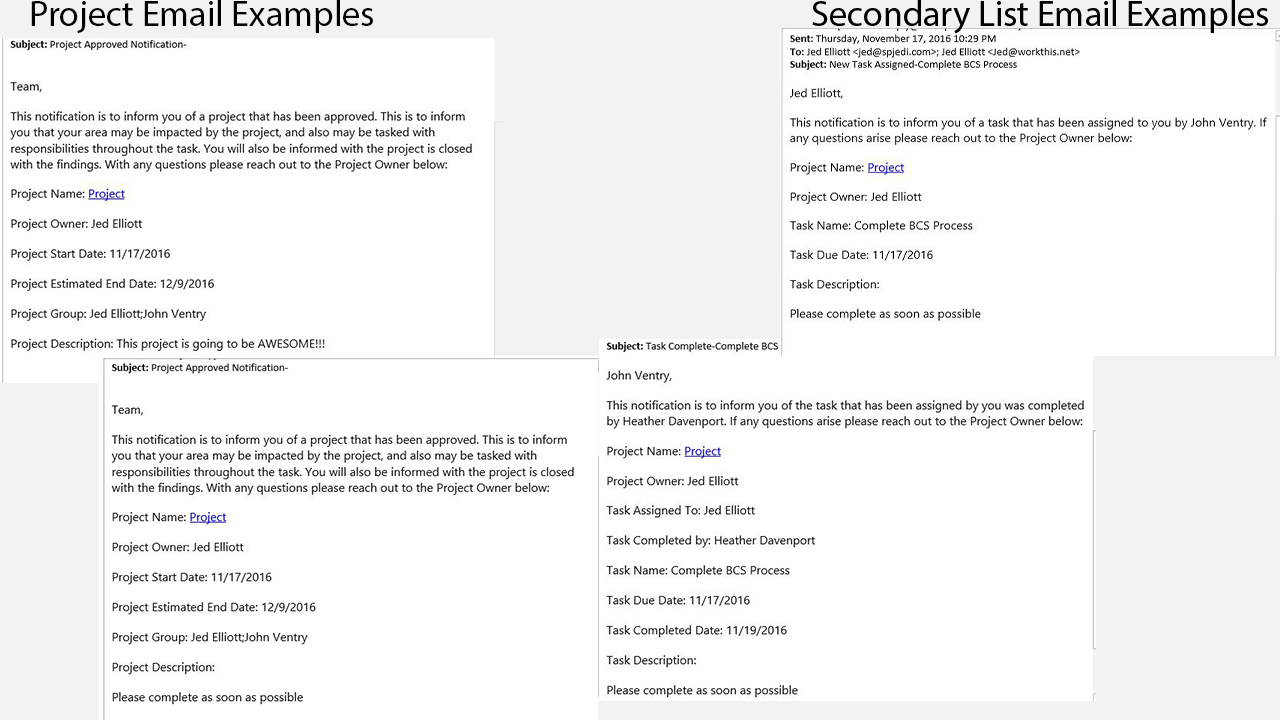 Project Email Examples
Subject: Project Approved Notification-
Team,
This notification is to inform you of a project that has been approved. This is to inform
you that your area may be impacted by the project, and also may be tasked with
responsibilities throughout the task. You will also be informed with the project is closed
with the findings. With any questions please reach out to the Project Owner below:
Project Name: Project
Project Owner: Jed Elliott
Project Start Date: 11/17/2016
Project Estimated End Date: 12/9/2016
Project Group: Jed Elliott;John Ventry
Project Description: This project is going to be AWESOME!!!
Secondary List Email Examples
Sent: Thursday, November 17, 2016 10:29 PM
To: Jed Elliott <jed@spjedi.com>; Jed Elliott <Jed@workthis.net>
Subject: New Task Assigned-Complete BCS Process
Jed Elliott,
This notification is to inform you of a task that has been assigned to you by John Ventry. If
any questions arise please reach out to the Project Owner below:
Project Name: Project
Project Owner: Jed Elliott
Task Name: Complete BCS Process
Task Due Date: 11/17/2016
Task Description:
Please complete as soon as possible
Subject: Project Approved Notification-
Team,
This notification is to inform you of a project that has been approved. This is to inform
you that your area may be impacted by the project, and also may be tasked with
responsibilities throughout the task. You will also be informed with the project is closed
with the findings. With any questions please reach out to the Project Owner below:
Project Name: Project
Project Owner: Jed Elliott
Project Start Date: 11/17/2016
Project Estimated End Date: 12/9/2016
Project Group: Jed Elliott;John Ventry
Project Description:
Please complete as soon as possible
Subject: Task Complete-Complete BCS
John Ventry,
This notification is to inform you of the task that has been assigned by you was completed
by Heather Davenport. If any questions arise please reach out to the Project Owner below:
Project Name: Project
Project Owner: Jed Elliott
Task Assigned To: Jed Elliott
Task Completed by: Heather Davenport
Task Name: Complete BCS Process
Task Due Date: 11/17/2016
Task Completed Date: 11/19/2016
Task Description:
Please complete as soon as possible